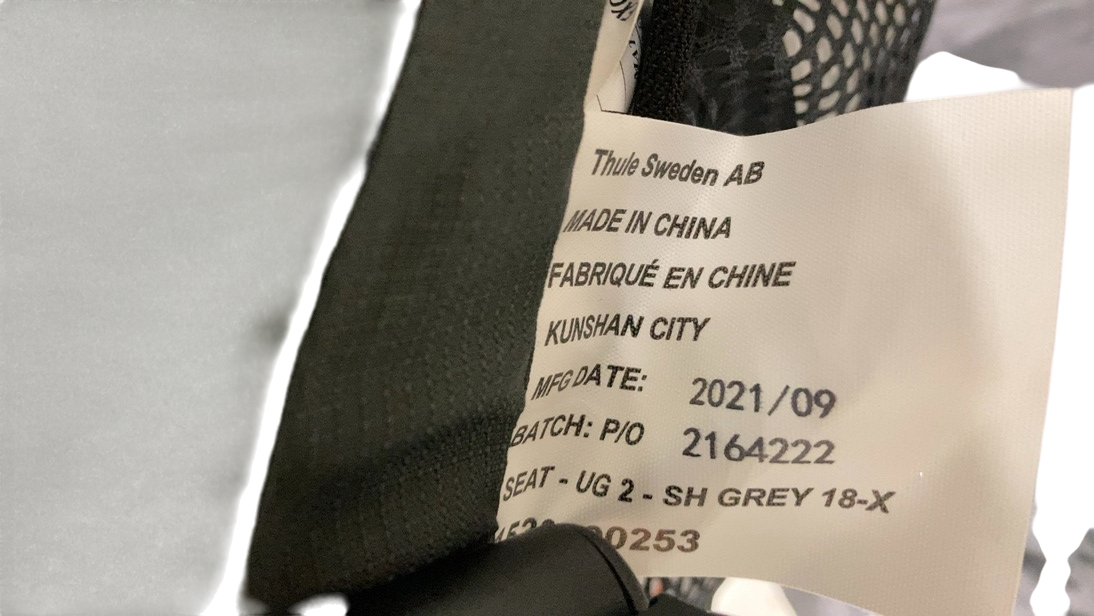 Thule Sweden AB
MADE IN CHINA
FABRIQUÉ EN CHINE
KUNSHAN CITY
MFG DATE: 2021/09
BATCH: P/O 2164222
SEAT - UG 2 - SH GREY 18-X